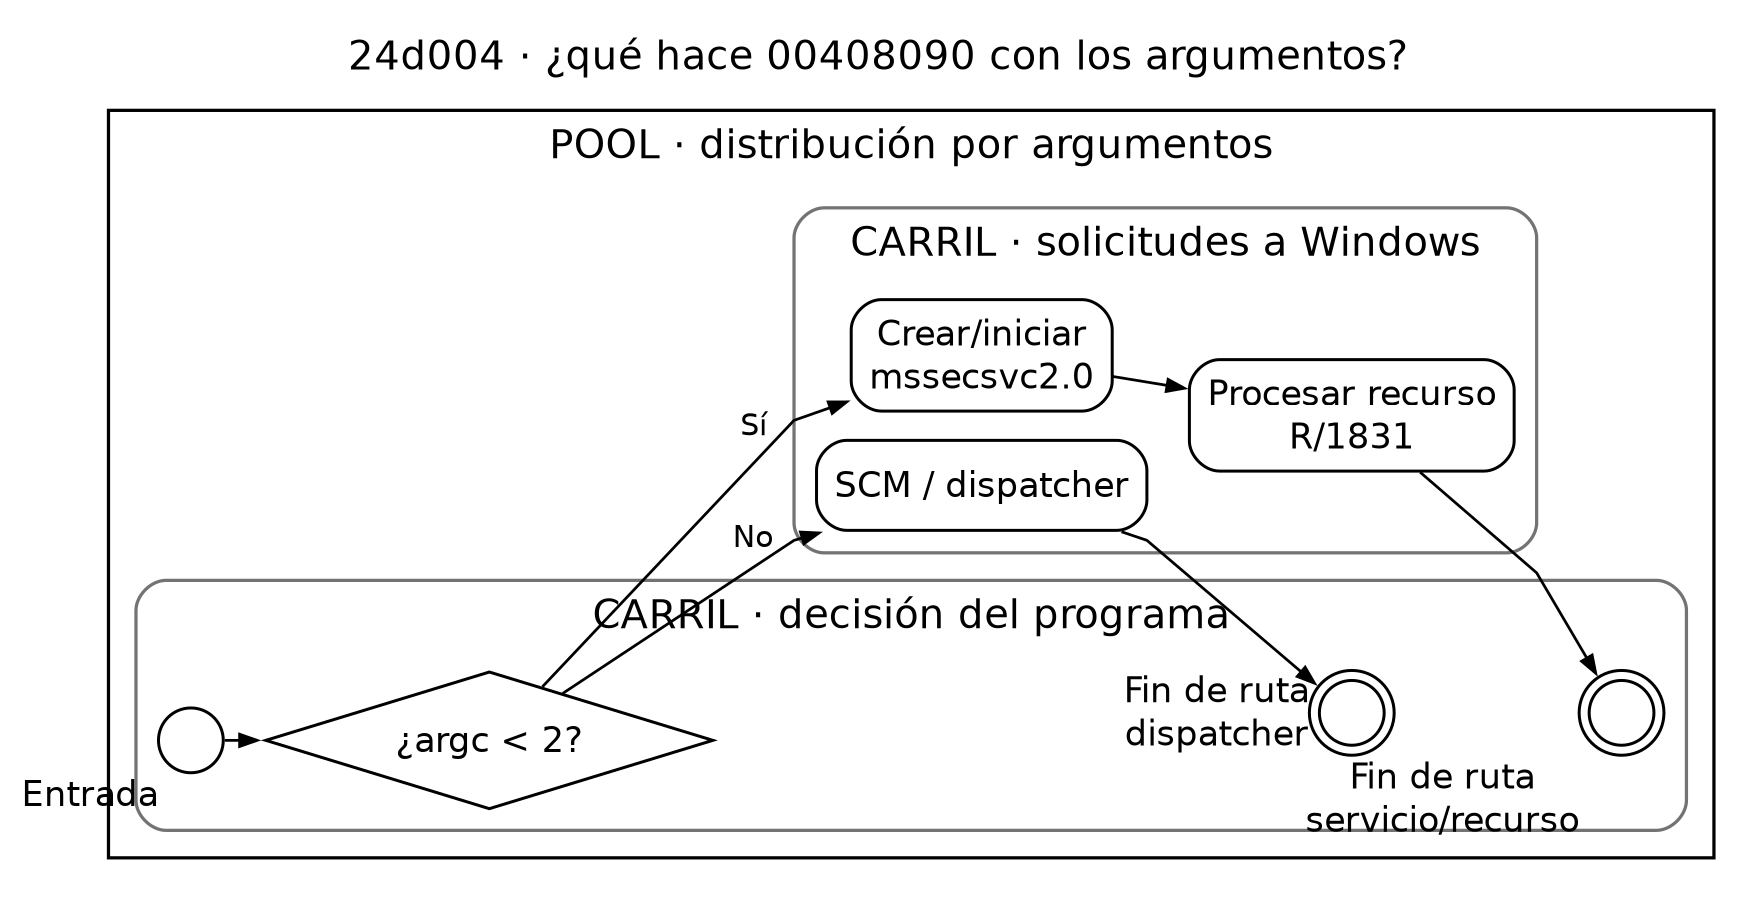 24d004 · ¿qué hace 00408090 con los argumentos?
POOL · distribución por argumentos
CARRIL · solicitudes a Windows
Crear/iniciar
mssecsvc2.0
Procesar recurso
R/1831
Sí
SCM / dispatcher
No
CARRIL · decisión del programa
Fin de ruta
dispatcher
¿argc < 2?
Entrada
Fin de ruta
servicio/recurso